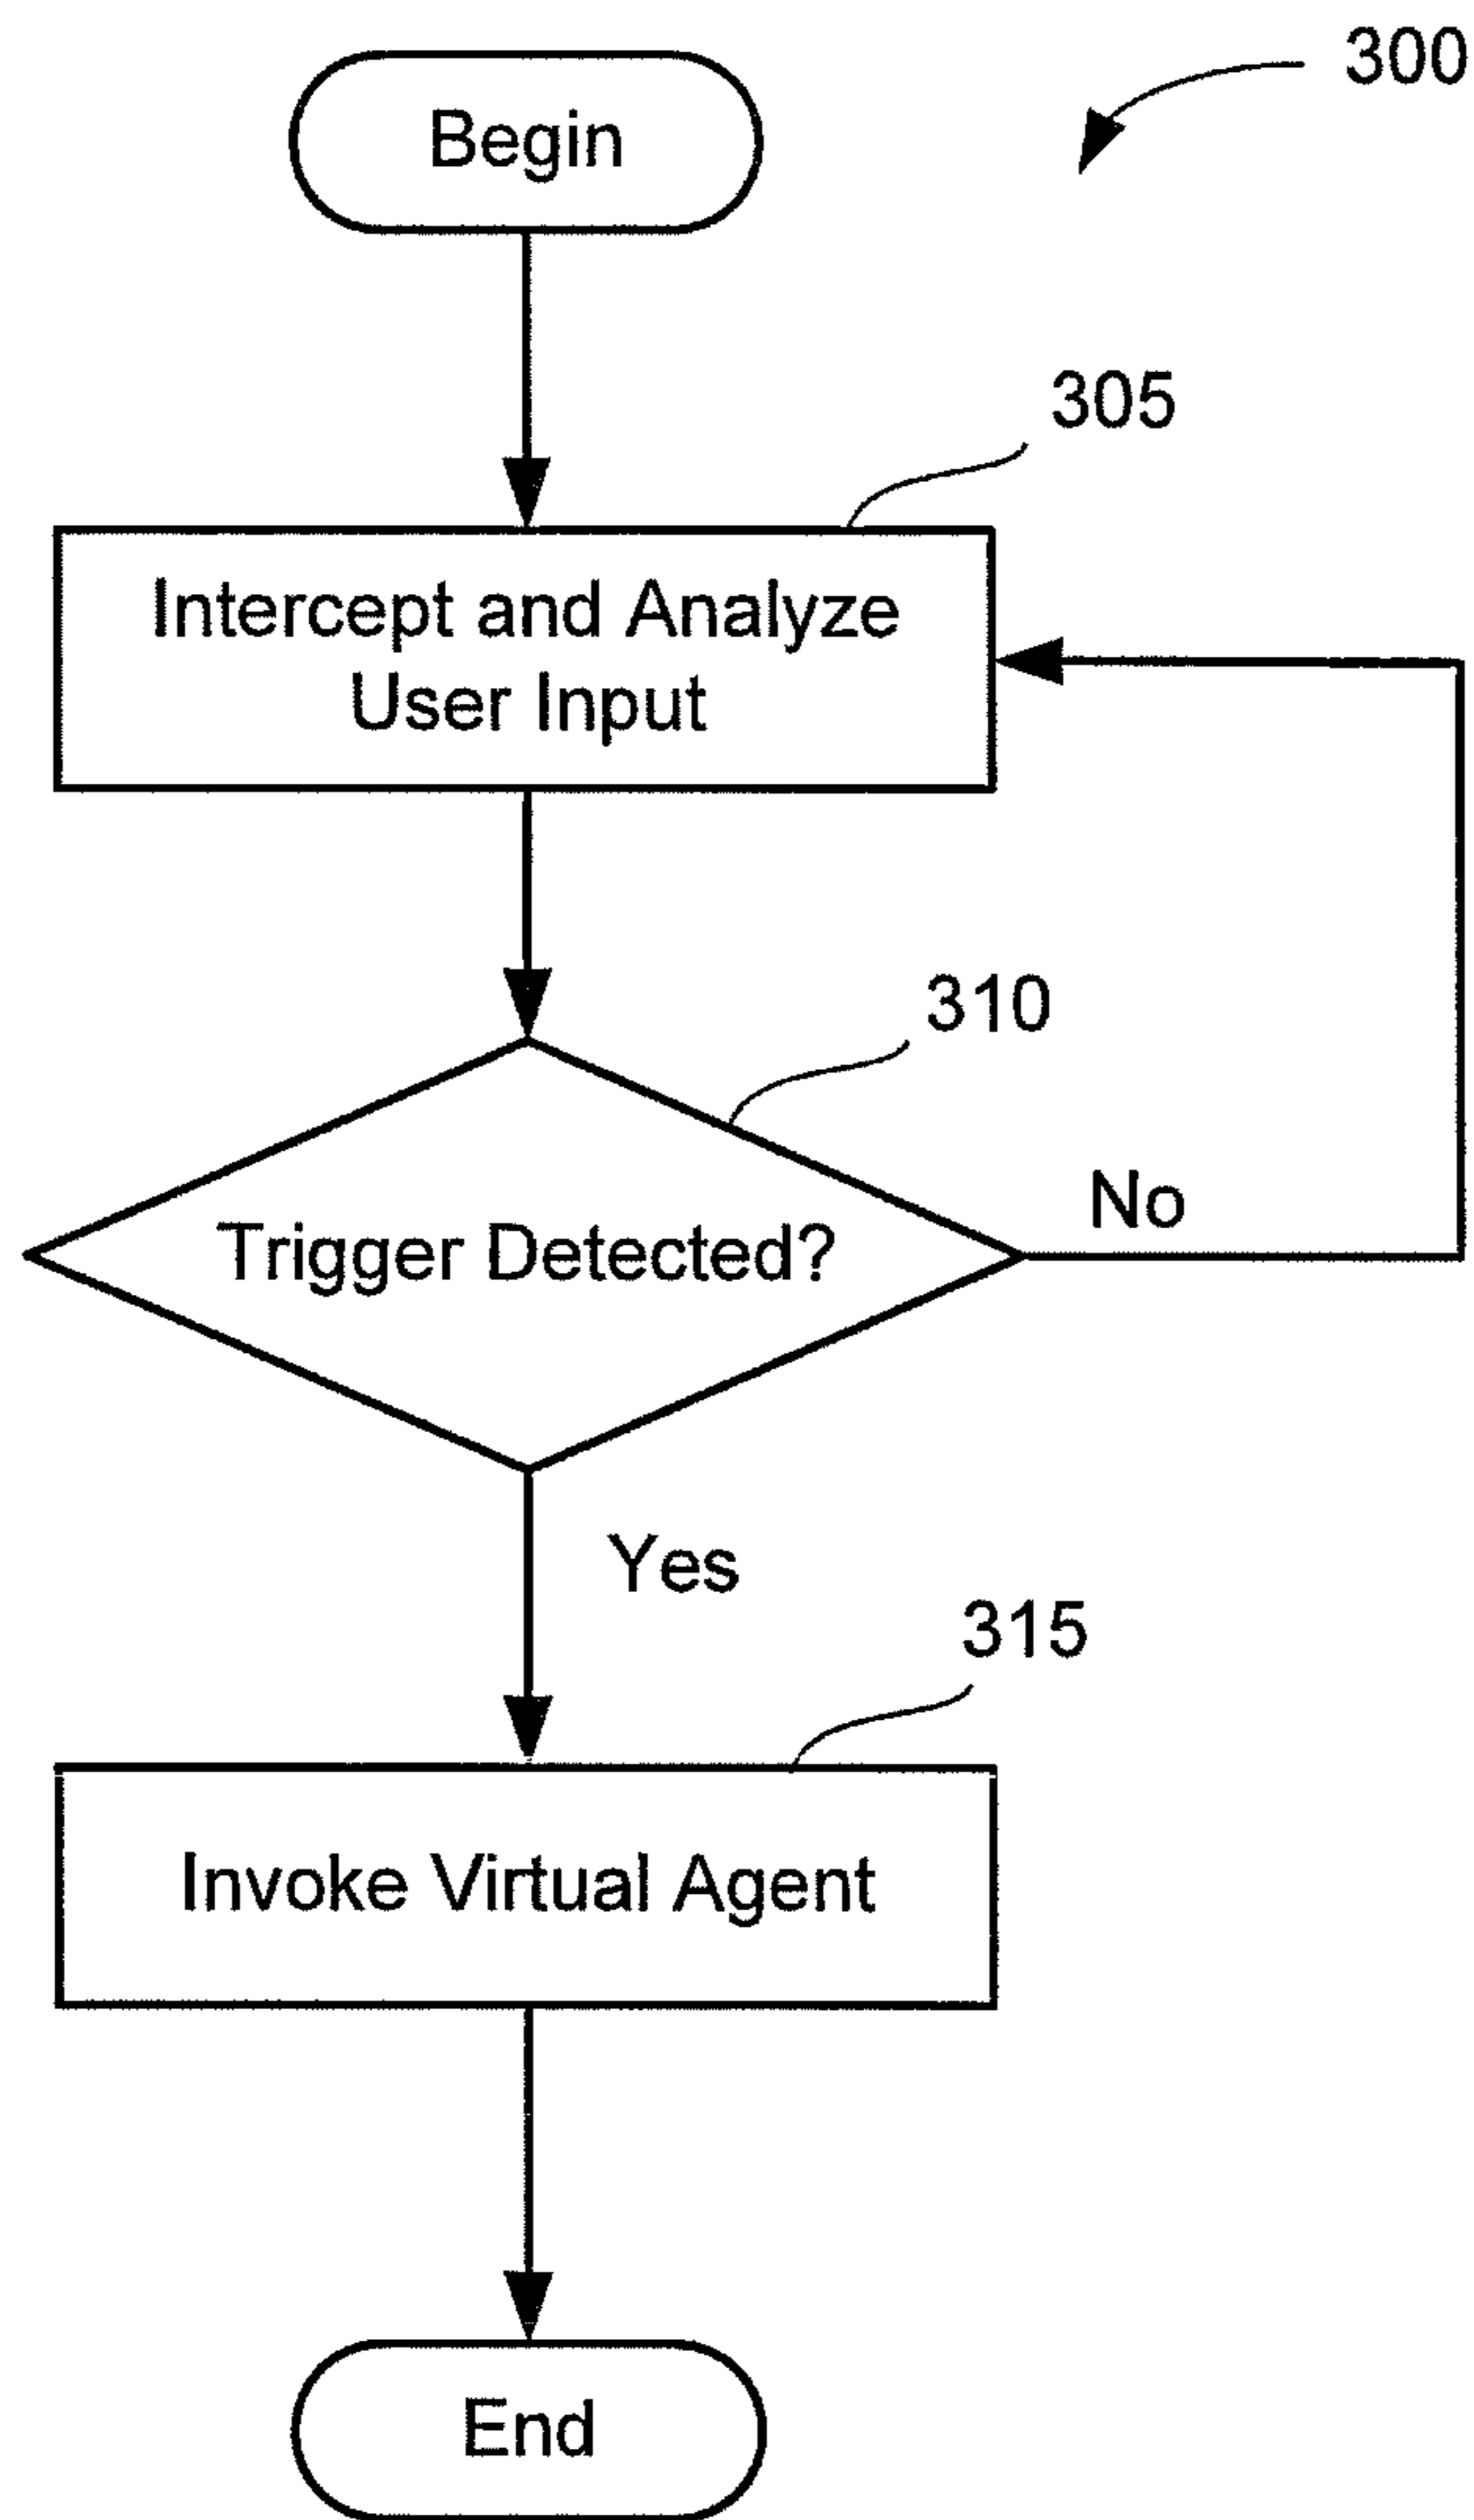 300
Begin
305
Intercept and Analyze
User Input
310
No
Trigger Detected?
Yes
315
Invoke Virtual Agent
End